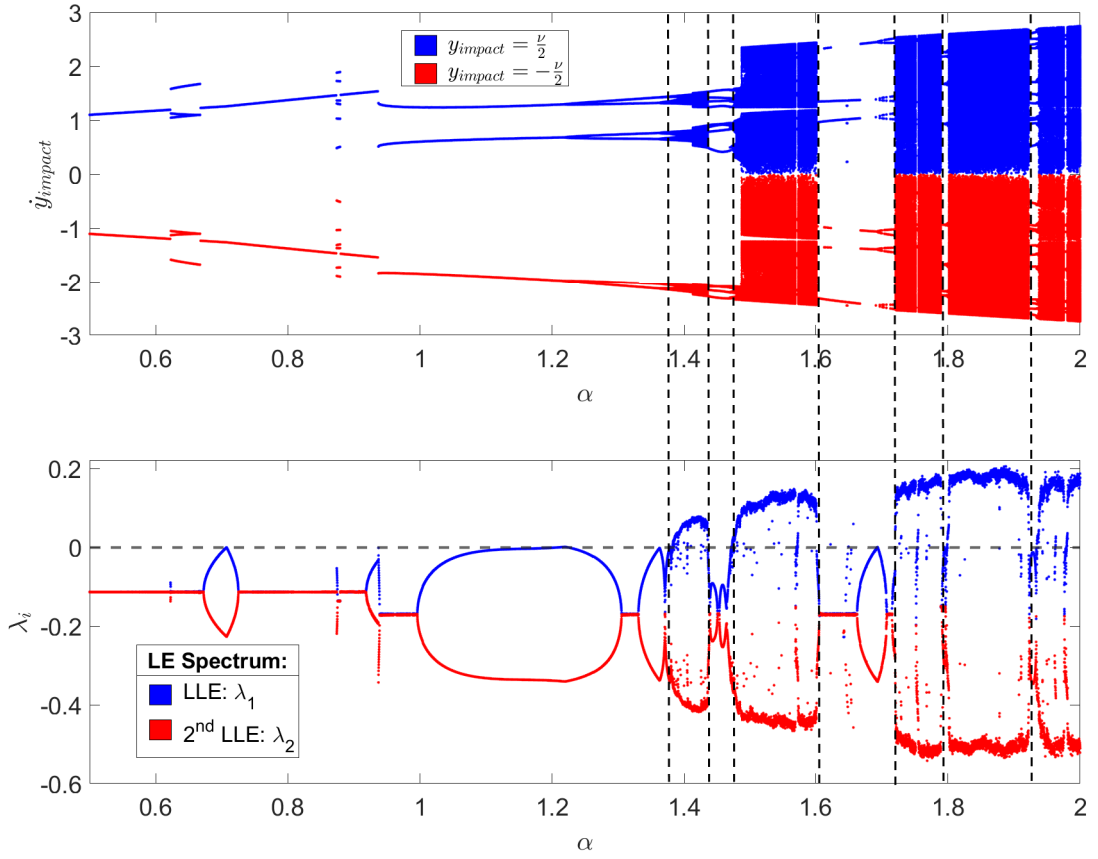 3
2
1
0
-1
-2
-3
ẏ_impact
y_impact = ν/2
y_impact = -ν/2
0.6 0.8 1 1.2 1.4 1.6 1.8 2
α
0.2
0
-0.2
-0.4
-0.6
λ_i
LE Spectrum:
LLE: λ_1
2^nd LLE: λ_2
0.6 0.8 1 1.2 1.4 1.6 1.8 2
α